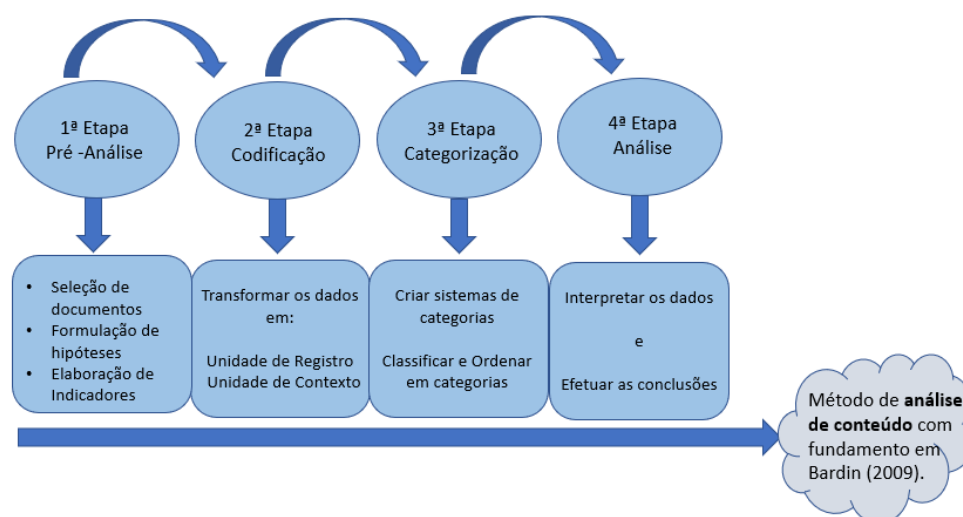 1ª Etapa
Pré -Análise
2ª Etapa
Codificação
3ª Etapa
Categorização
4ª Etapa
Análise
• Seleção de
documentos
• Formulação de
hipóteses
• Elaboração de
Indicadores
Transformar os dados
em:
Unidade de Registro
Unidade de Contexto
Criar sistemas de
categorias
Classificar e Ordenar
em categorias
Interpretar os dados
e
Efetuar as conclusões
Método de análise
de conteúdo com
fundamento em
Bardin (2009).